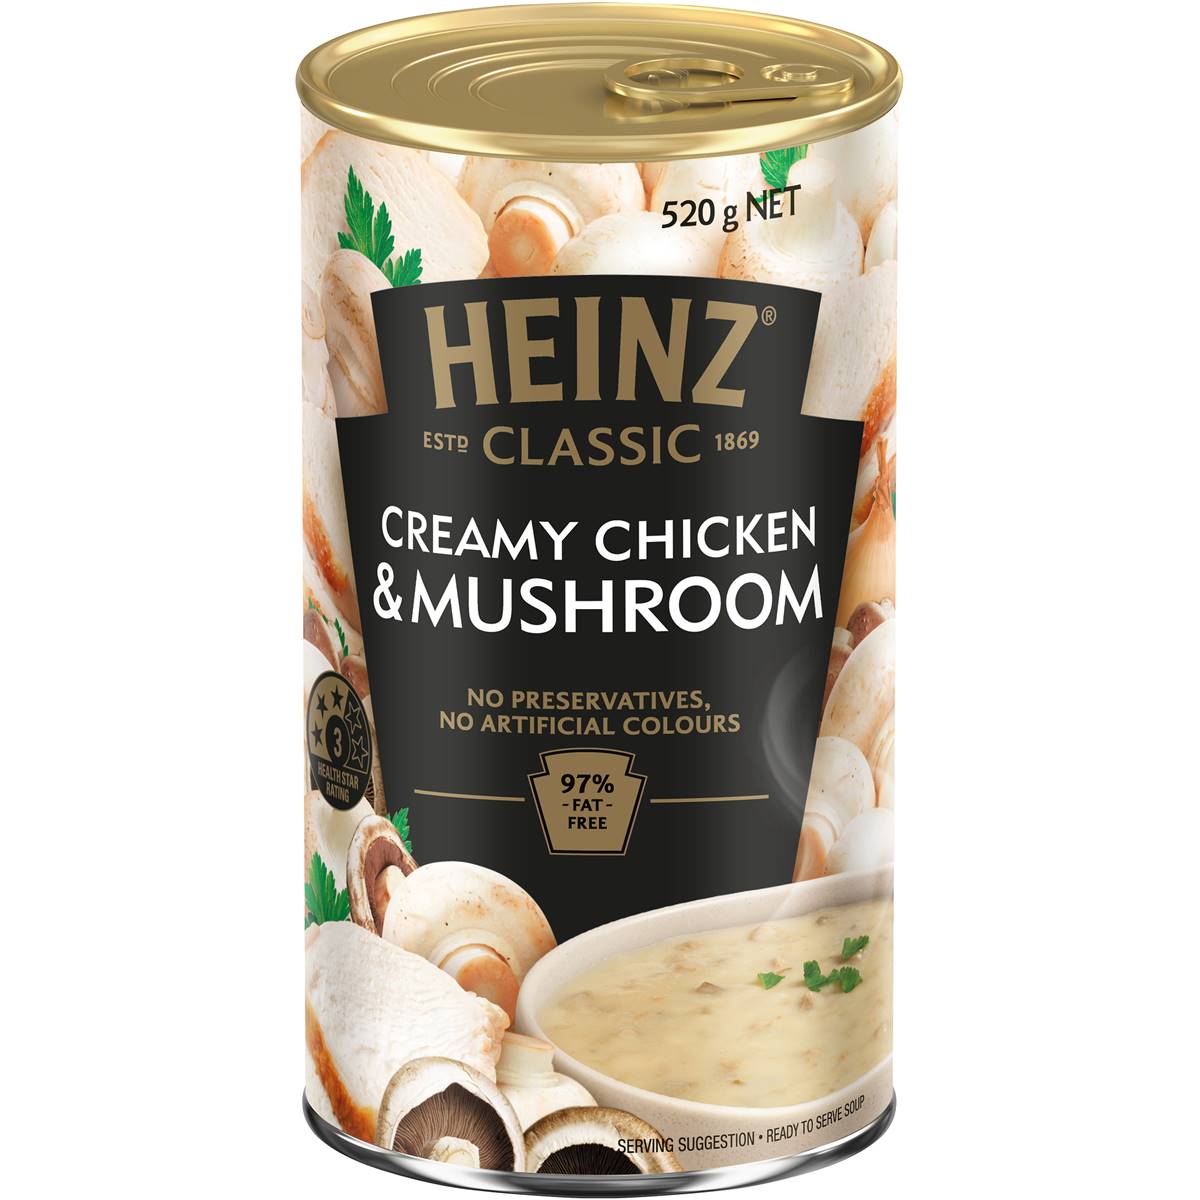 520 g NET
HEINZ®
ESTD CLASSIC 1869
CREAMY CHICKEN
& MUSHROOM
NO PRESERVATIVES,
NO ARTIFICIAL COLOURS
3
HEALTH STAR
RATING
97%
- FAT -
FREE
SERVING SUGGESTION • READY TO SERVE SOUP